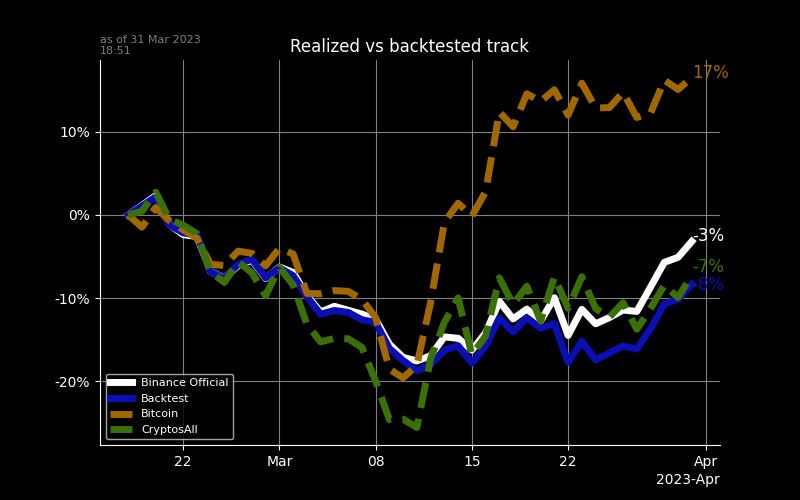 as of 31 Mar 2023
18:51
Realized vs backtested track
17%
10%
0%
-3%
-7%
-8%
-10%
-20%
Binance Official
Backtest
Bitcoin
CryptosAll
22 Mar 08 15 22 Apr
2023-Apr